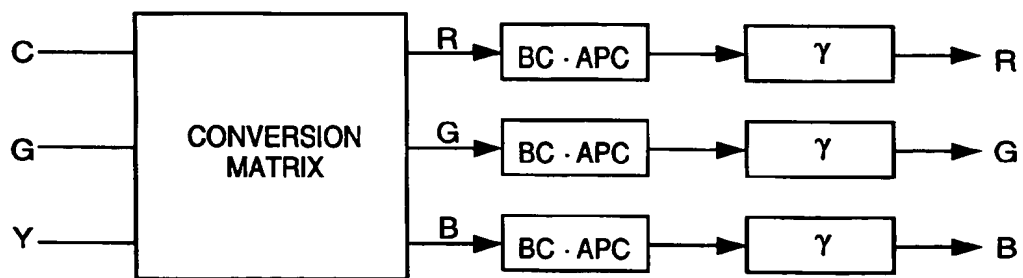 C
G
Y
CONVERSION
MATRIX
R
BC · APC
γ
R
G
BC · APC
γ
G
B
BC · APC
γ
B